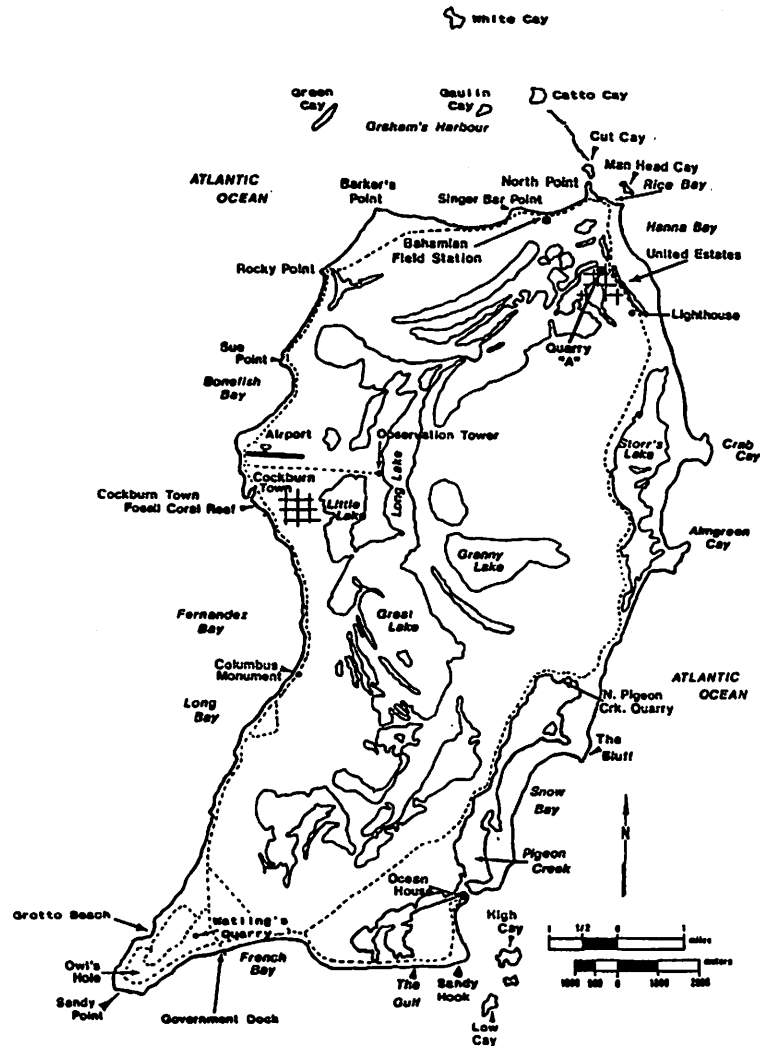 White Cay
Green
Cay
Gaulin
Cay
Catto Cay
Graham's Harbour
Cut Cay
Man Head Cay
ATLANTIC
OCEAN
Barker's
Point
North Point
Rice Bay
Singer Bar Point
Hanna Bay
Bahamian
Field Station
United Estates
Rocky Point
Lighthouse
Quarry
"A"
Sue
Point
Bonefish
Bay
Airport
Observation Tower
Storr's
Lake
Crab
Cay
Cockburn
Town
Long Lake
Cockburn Town
Fossil Coral Reef
Little
Lake
Almgreen
Cay
Granny
Lake
Fernandez
Bay
Great
Lake
Columbus
Monument
ATLANTIC
OCEAN
Long
Bay
N. Pigeon
Crk. Quarry
The
Bluff
Snow
Bay
N
Pigeon
Creek
Ocean
House
Grotto Beach
Watling's
Quarry
High
Cay
1 1/2 0 1
miles
French
Bay
Owl's
Hole
meters
1000 500 0 1000 2000
The
Gulf
Sandy
Hook
Sandy
Point
Government Dock
Low
Cay